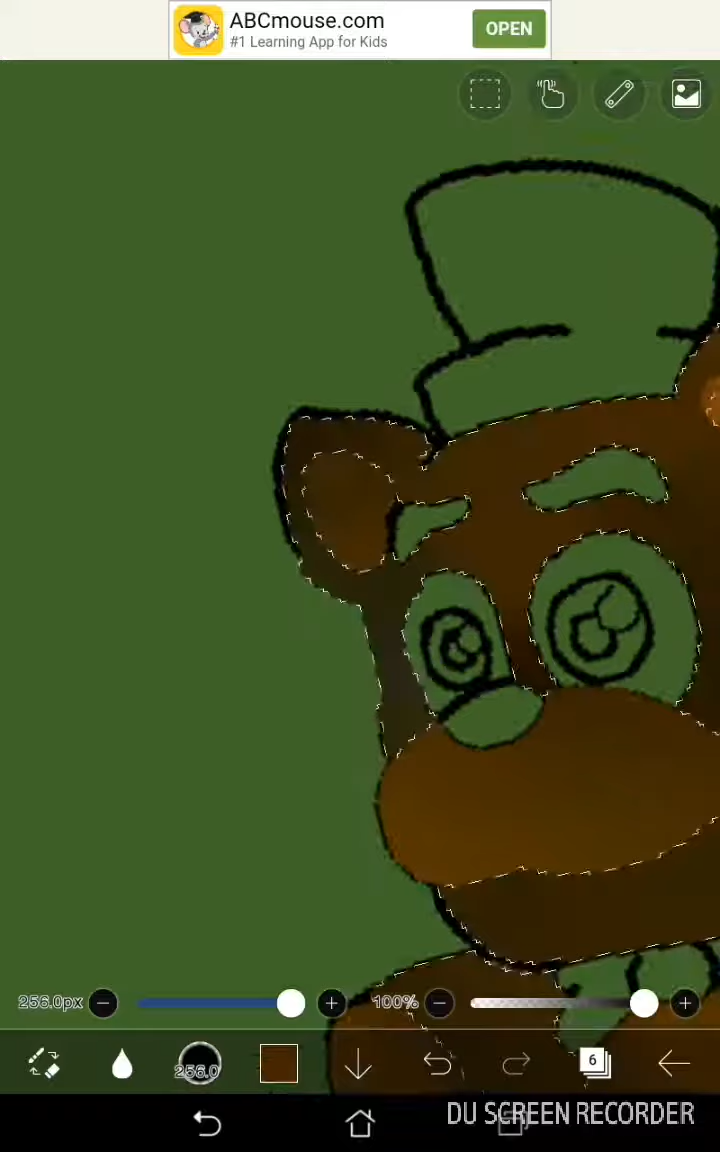 ABCmouse.com
#1 Learning App for Kids
OPEN
256.0px
100%
256.0
6
DU SCREEN RECORDER